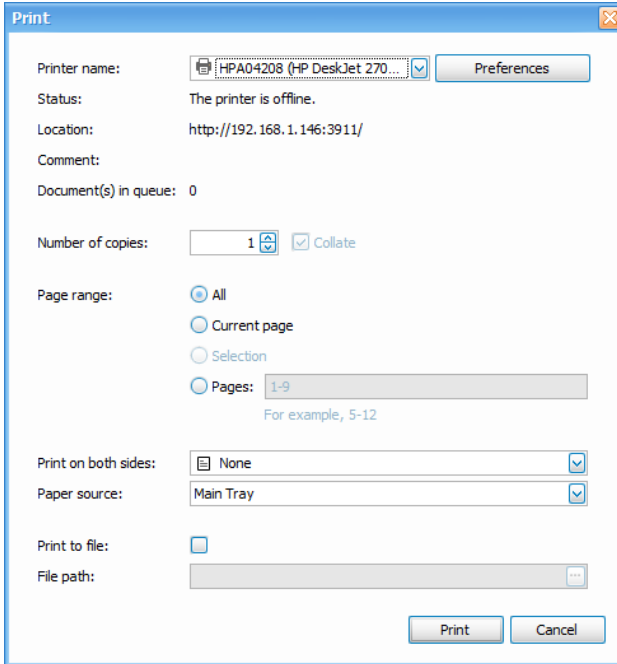 Print
Printer name: HPA04208 (HP DeskJet 270... Preferences
Status: The printer is offline.
Location: http://192.168.1.146:3911/
Comment:
Document(s) in queue: 0
Number of copies: 1 Collate
Page range: All
Current page
Selection
Pages: 1-9
For example, 5-12
Print on both sides: None
Paper source: Main Tray
Print to file:
File path: ...
Print Cancel